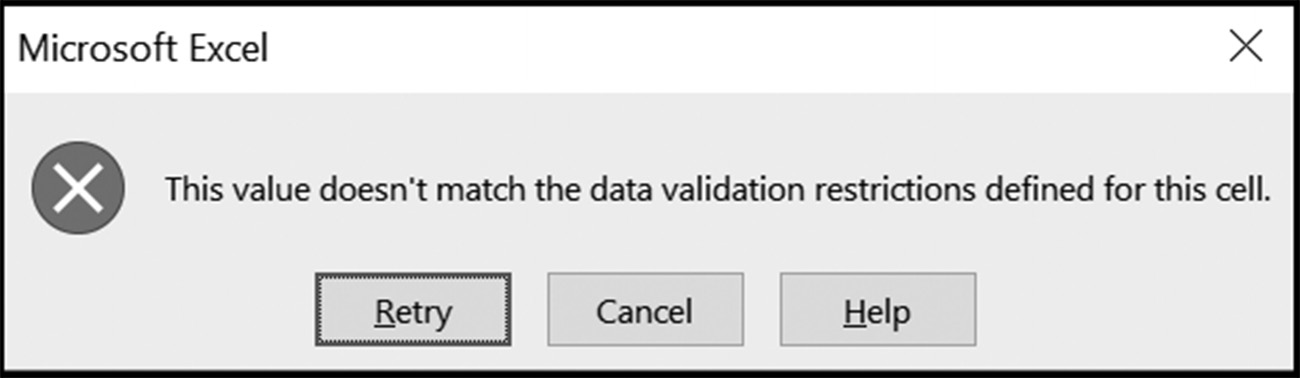 Microsoft Excel
This value doesn't match the data validation restrictions defined for this cell.
Retry Cancel Help